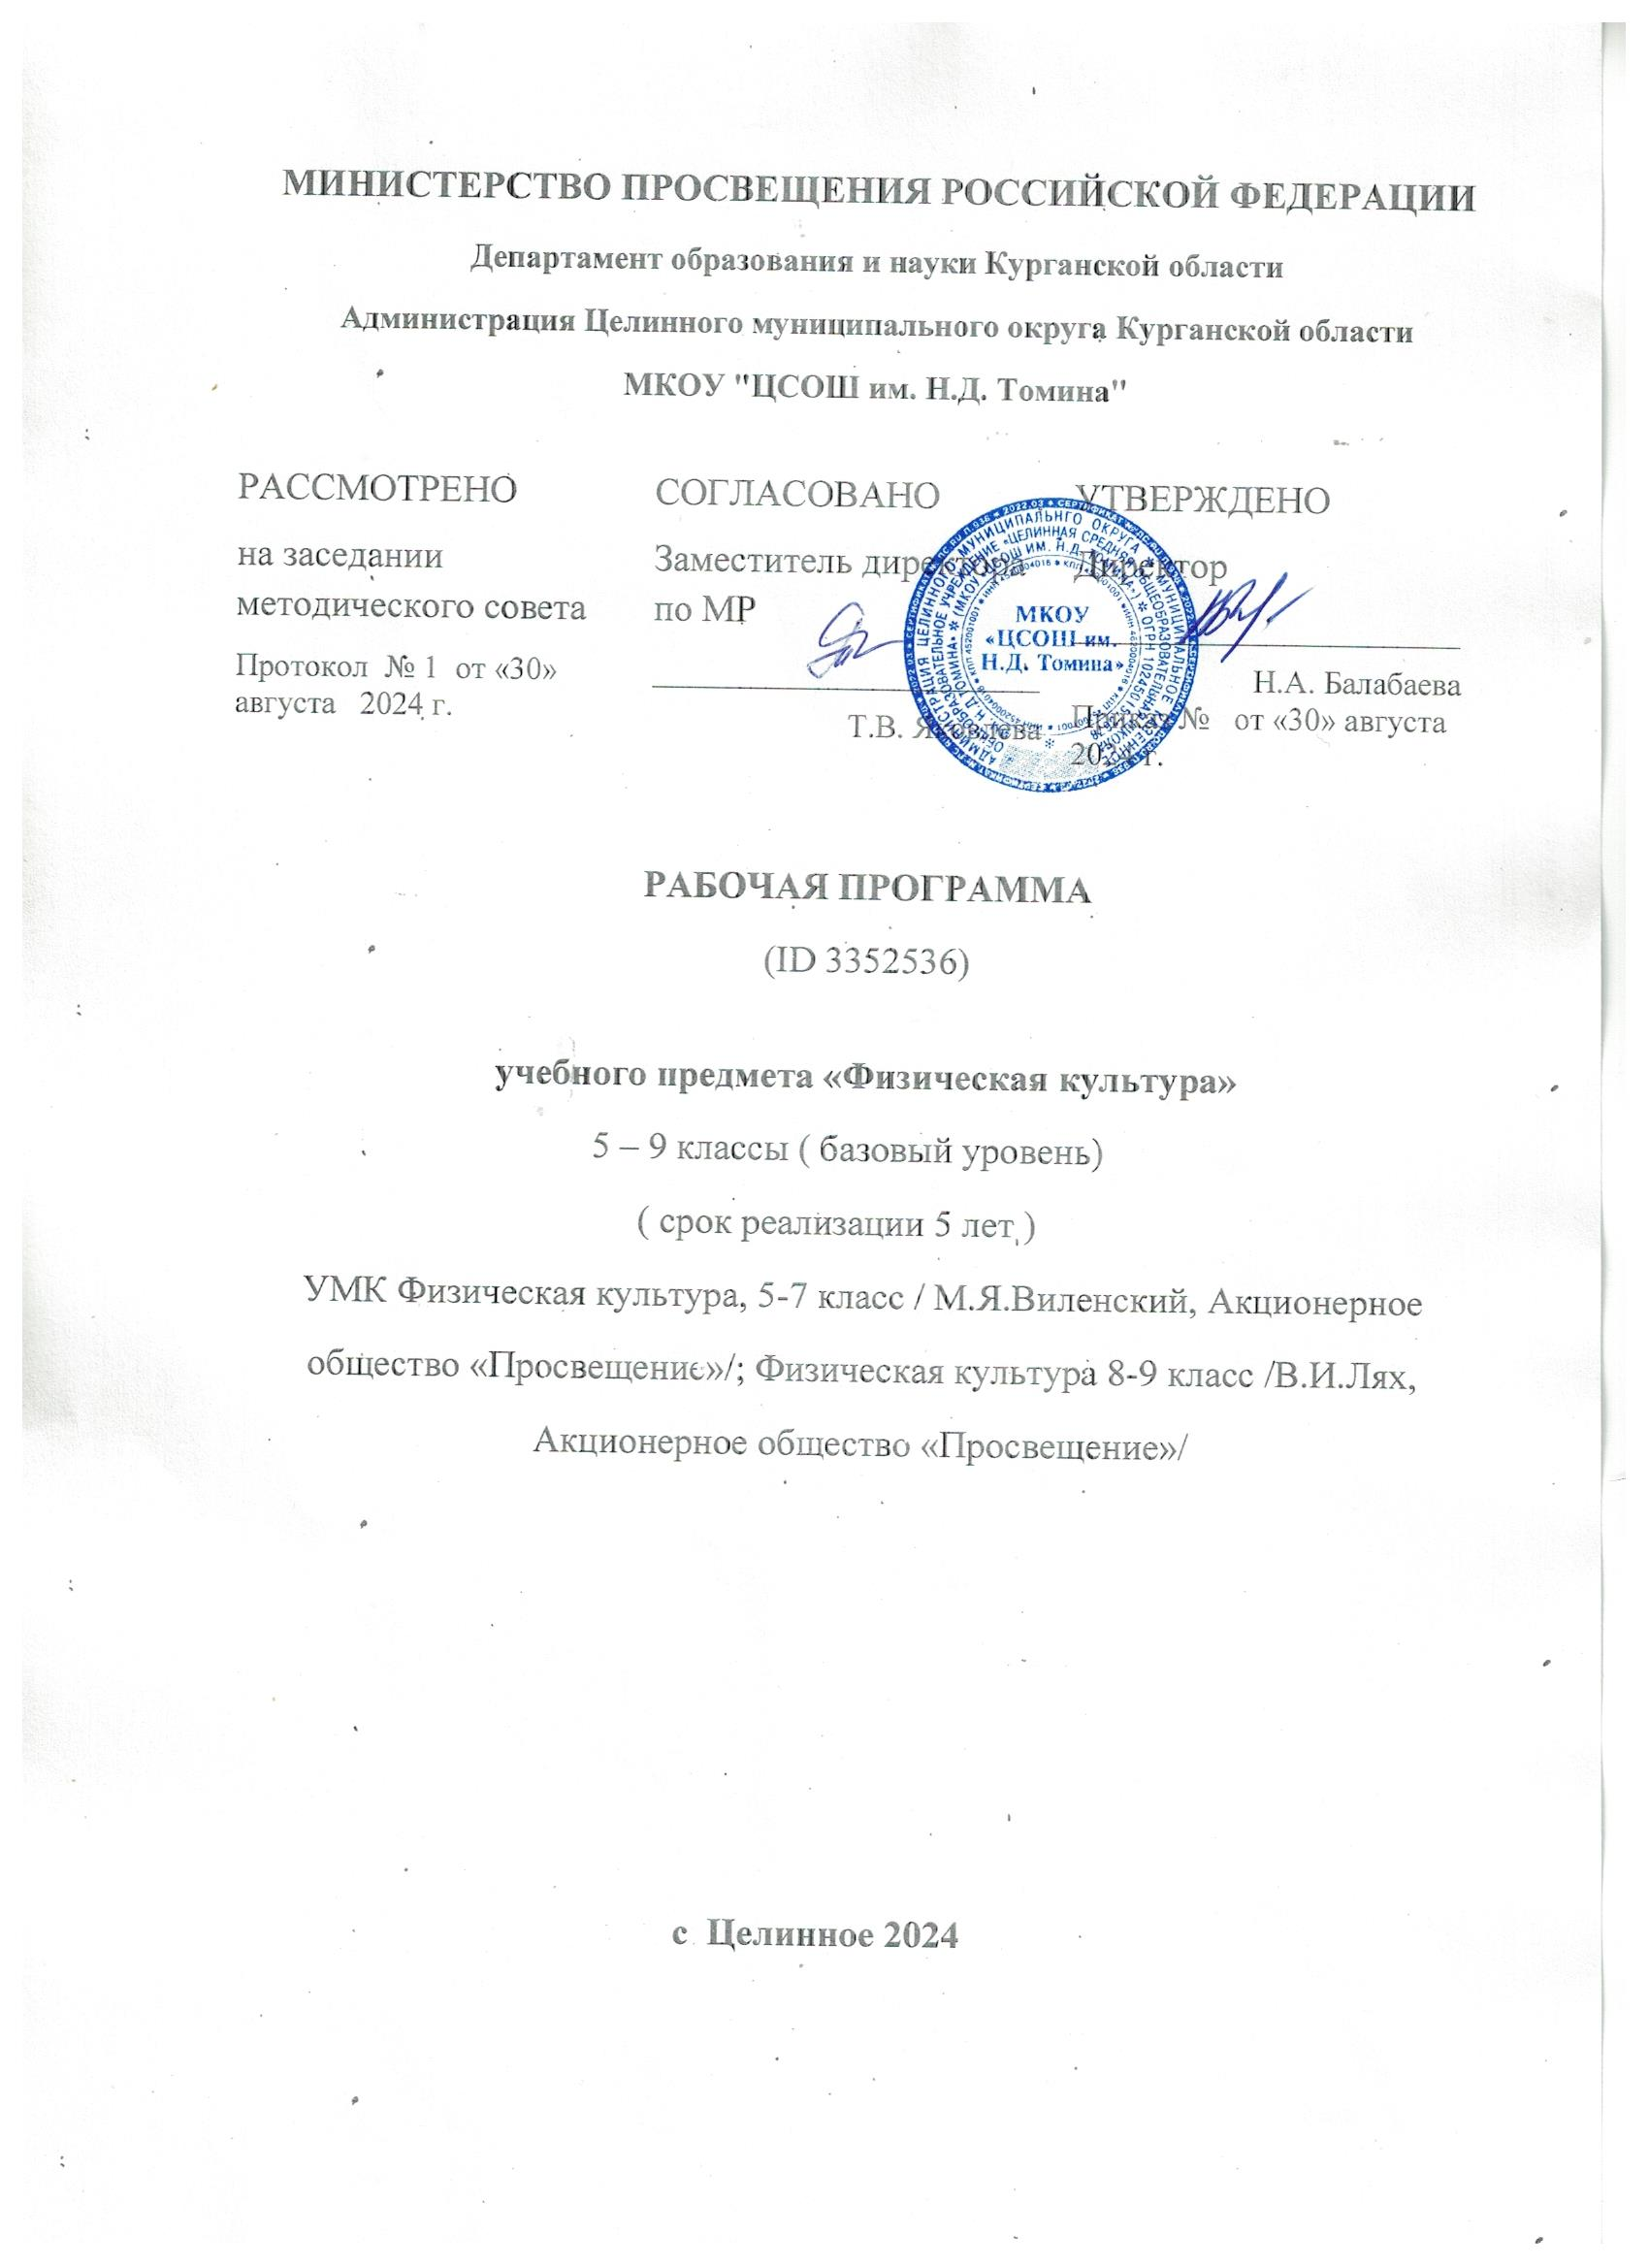 МИНИСТЕРСТВО ПРОСВЕЩЕНИЯ РОССИЙСКОЙ ФЕДЕРАЦИИ
Департамент образования и науки Курганской области
Администрация Целинного муниципального округа Курганской области
МКОУ "ЦСОШ им. Н.Д. Томина"
РАССМОТРЕНО
на заседании
методического совета
Протокол № 1 от «30»
августа 2024 г.
СОГЛАСОВАНО
Заместитель директора
по МР
Т.В. Яковлева
УТВЕРЖДЕНО
Директор
Н.А. Балабаева
Приказ № от «30» августа
2024 г.
МКОУ
«ЦСОШ им.
Н.Д. Томина»
РАБОЧАЯ ПРОГРАММА
(ID 3352536)
учебного предмета «Физическая культура»
5 – 9 классы ( базовый уровень)
( срок реализации 5 лет )
УМК Физическая культура, 5-7 класс / М.Я.Виленский, Акционерное
общество «Просвещение»/; Физическая культура 8-9 класс /В.И.Лях,
Акционерное общество «Просвещение»/
с Целинное 2024